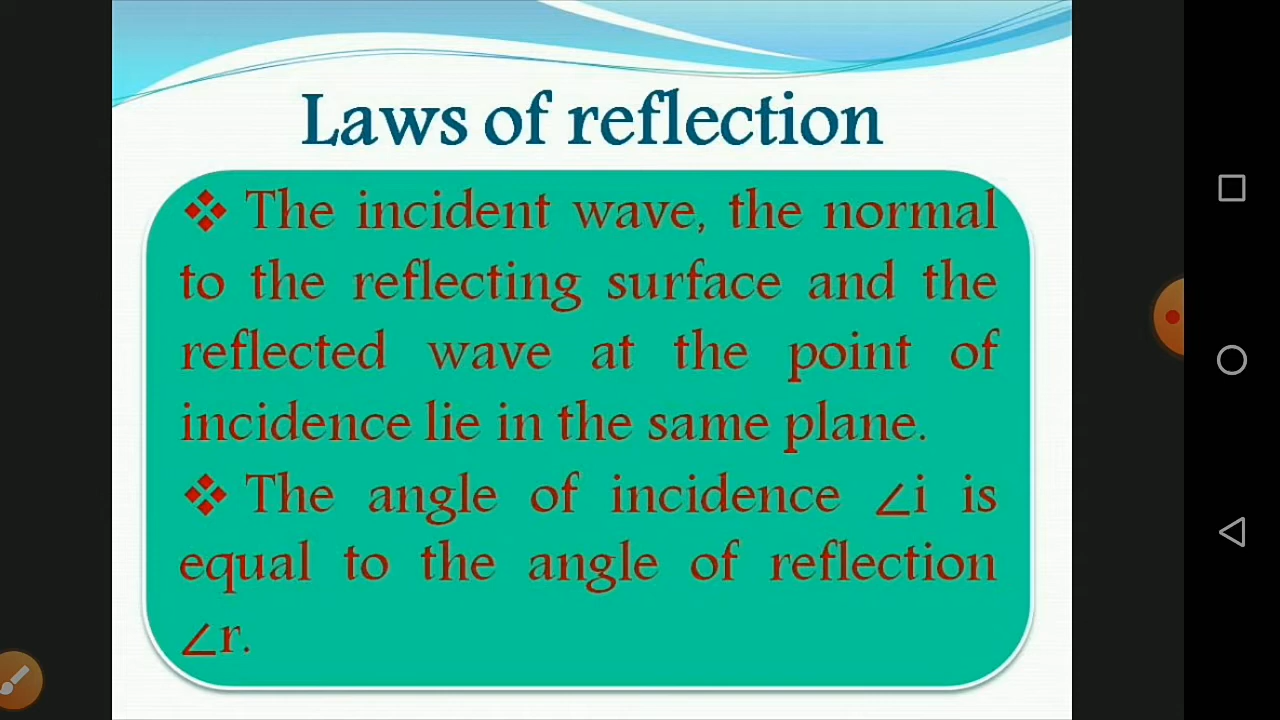 Laws of reflection
❖ The incident wave, the normal
to the reflecting surface and the
reflected wave at the point of
incidence lie in the same plane.
❖ The angle of incidence ∠i is
equal to the angle of reflection
∠r.